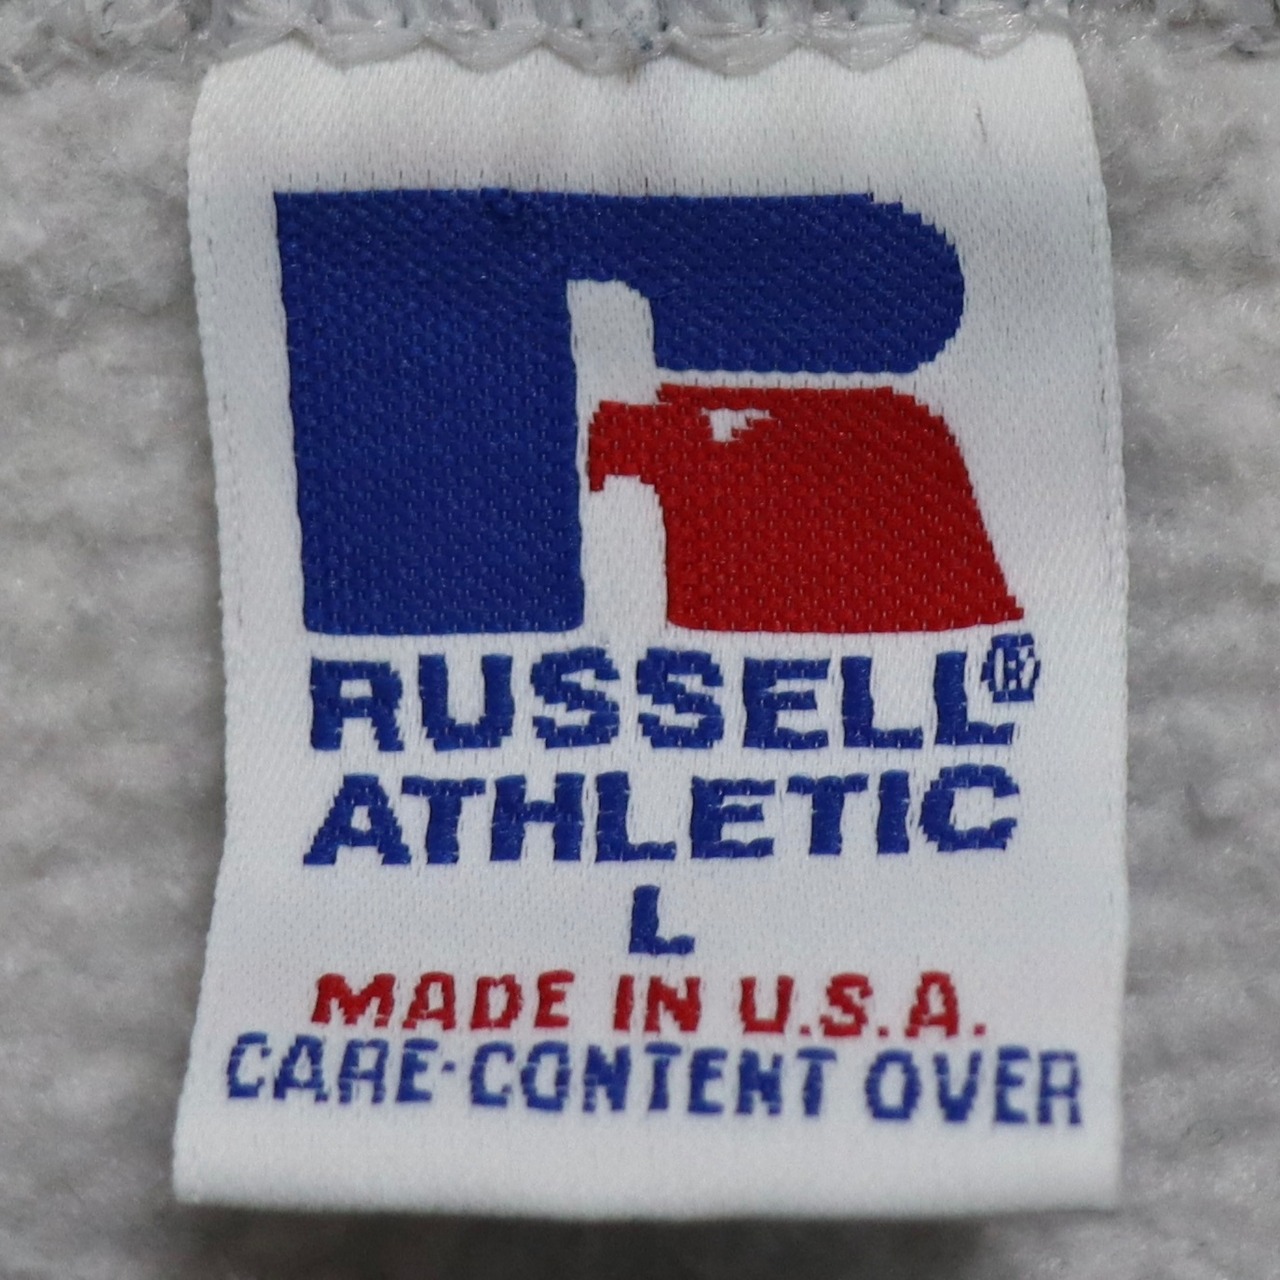 RUSSELL®
ATHLETIC
L
MADE IN U.S.A.
CARE·CONTENT OVER